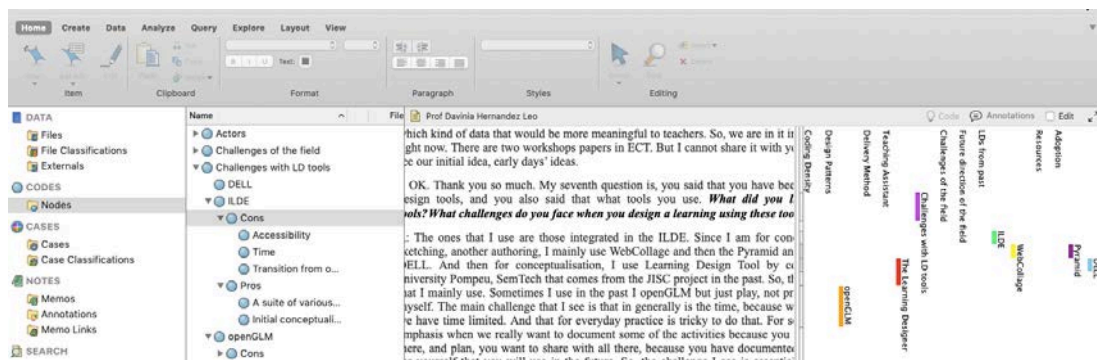 Home Create Data Analyze Query Explore Layout View
B I U Text:
Item Clipboard Format Paragraph Styles Editing
DATA
Files
File Classifications
Externals
CODES
Nodes
CASES
Cases
Case Classifications
NOTES
Memos
Annotations
Memo Links
SEARCH
Name File
Actors
Challenges of the field
Challenges with LD tools
DELL
ILDE
Cons
Accessibility
Time
Transition from o...
Pros
A suite of various...
Initial conceptuali...
openGLM
Cons
Prof Davinia Hernandez Leo
Code Annotations Edit
which kind of data that would be more meaningful to teachers. So, we are in it
ght now. There are two workshops papers in ECT. But I cannot share it with
ee our initial idea, early days' ideas.
OK. Thank you so much. My seventh question is, you said that you have
esign tools, and you also said that what tools you use. What did you
ools? What challenges do you face when you design a learning using these
: The ones that I use are those integrated in the ILDE. Since I am for
ketching, another authoring, I mainly use WebCollage and then the Pyramid
DELL. And then for conceptualisation, I use Learning Design Tool by
niversity Pompeu, SemTech that comes from the JISC project in the past. So,
hat I mainly use. Sometimes I use in the past I openGLM but just play, not
yself. The main challenge that I see is that in generally is the time, because
e have time limited. And that for everyday practice is tricky to do that. For
mphasis when we really want to document some of the activities because you
ere, and plan, you want to share with all there, because you have documented
Coding Density
Design Patterns
openGLM
Delivery Method
Teaching Assistant
The Learning Designer
Challenges with LD tools
Challenges of the field
Future direction of the field
LDs from past
ILDE
WebCollage
Resources
Adoption
Pyramid
DELL